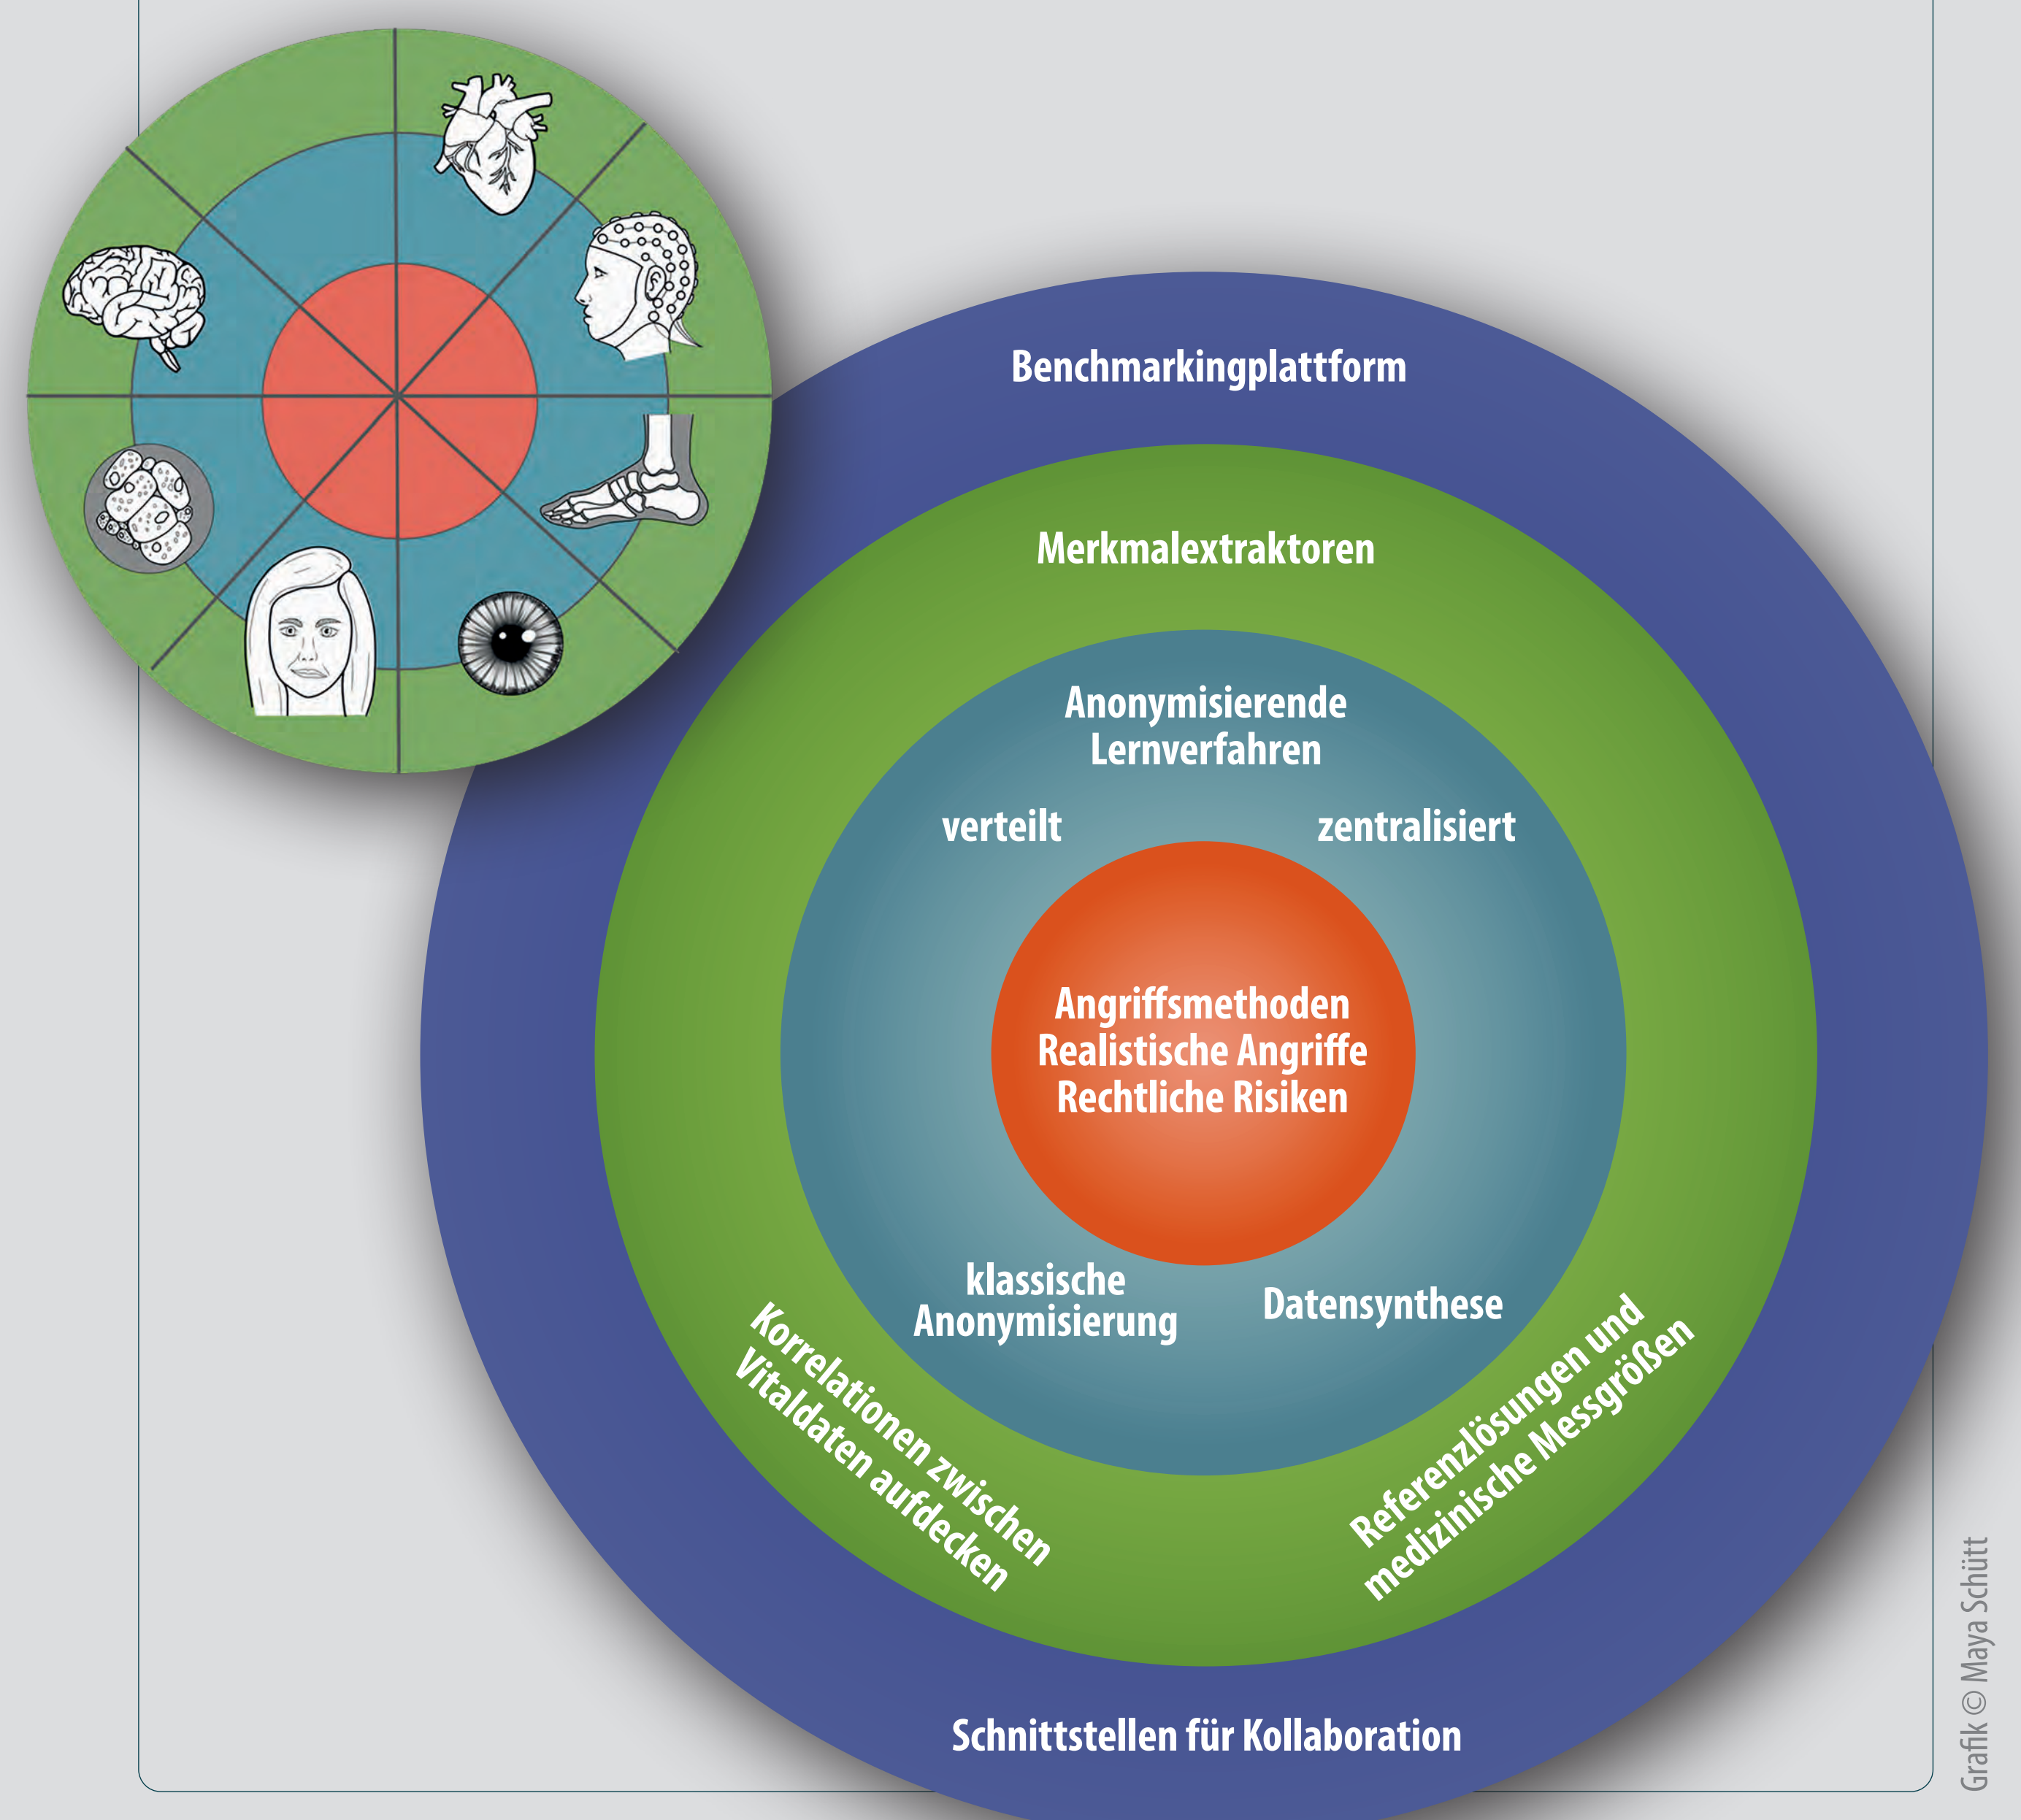 Benchmarkingplattform
Merkmalextraktoren
Anonymisierende
Lernverfahren
verteilt
zentralisiert
Angriffsmethoden
Realistische Angriffe
Rechtliche Risiken
klassische
Anonymisierung
Datensynthese
Korrelationen zwischen
Vitaldaten aufdecken
Referenzlösungen und
medizinische Messgrößen
Schnittstellen für Kollaboration
Grafik © Maya Schütt